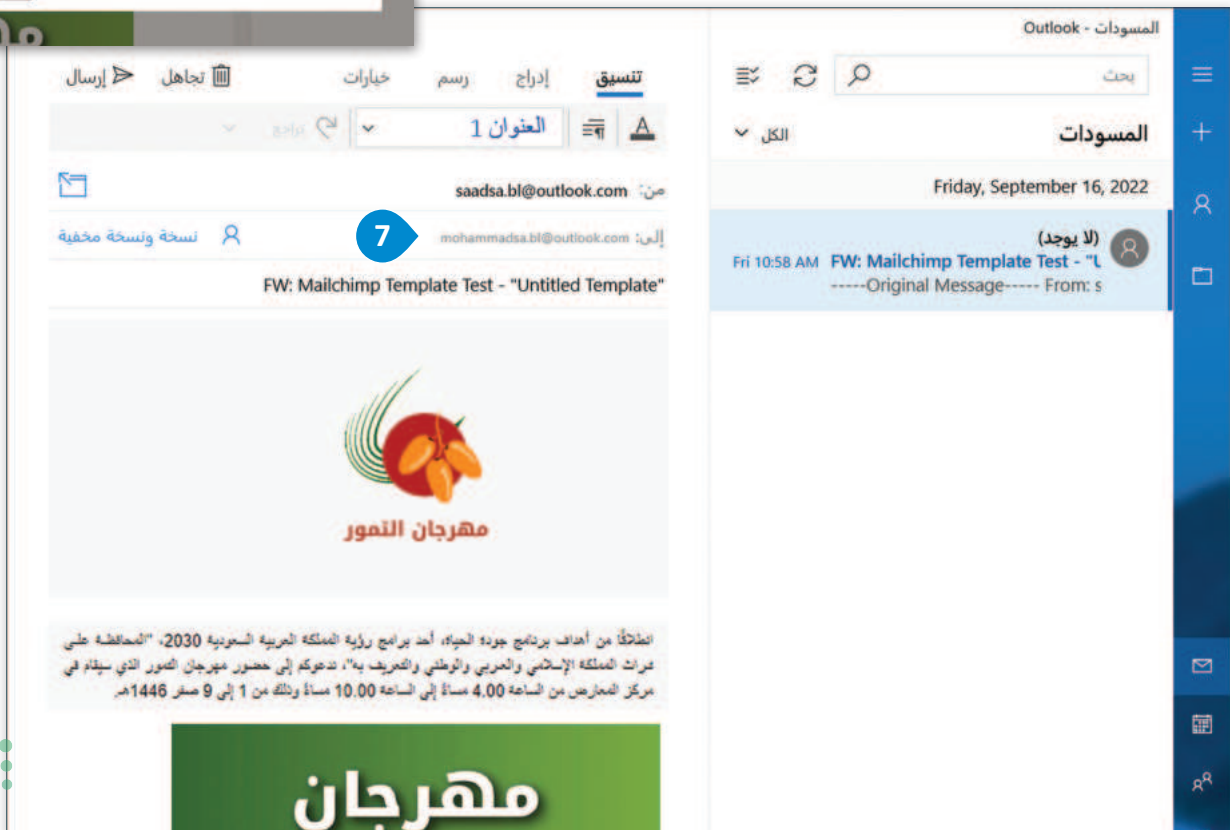 المسودات - Outlook
بحث
المسودات
الكل
Friday, September 16, 2022
(لا يوجد)
FW: Mailchimp Template Test - "U
Fri 10:58 AM
-----Original Message----- From: s
تنسيق
إدراج
رسم
خيارات
تجاهل
إرسال
العنوان 1
تراجع
من: saadsa.bl@outlook.com
إلى: mohammadsa.bl@outlook.com
7
نسخة ونسخة مخفية
FW: Mailchimp Template Test - "Untitled Template"
مهرجان التمور
انطلاقًا من أهداف برنامج جودة الحياة، أحد برامج رؤية المملكة العربية السعودية 2030، "المحافظة على
تراث المملكة الإسلامي والعربي والوطني والتعريف به"، ندعوكم إلى حضور مهرجان التمور الذي سيقام في
مركز المعارض من الساعة 4.00 مساءً إلى الساعة 10.00 مساءً وذلك من 1 إلى 9 صفر 1446هـ.
مهرجان